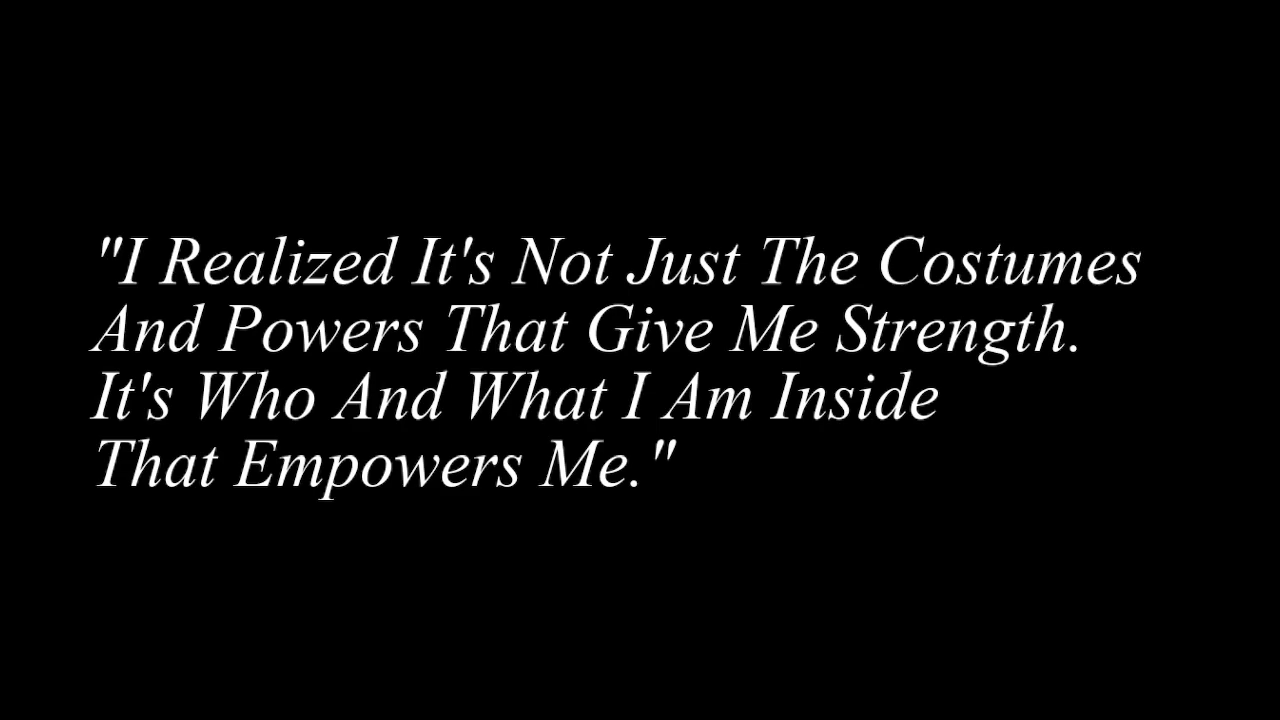 "I Realized It's Not Just The Costumes
And Powers That Give Me Strength.
It's Who And What I Am Inside
That Empowers Me."